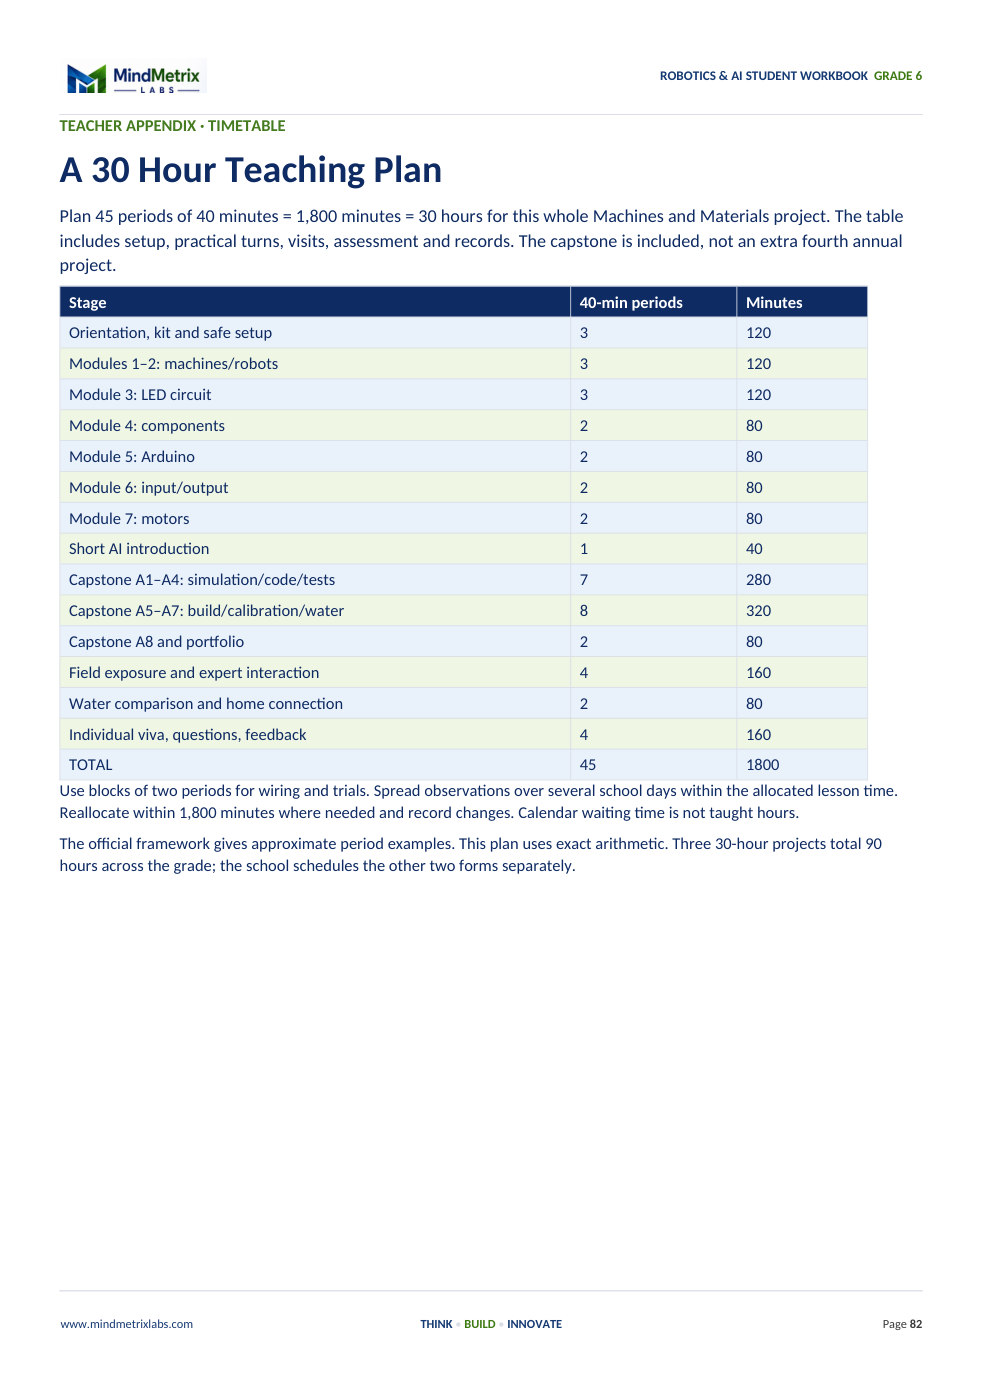 MindMetrix
LABS
ROBOTICS & AI STUDENT WORKBOOK GRADE 6
TEACHER APPENDIX · TIMETABLE
A 30 Hour Teaching Plan
Plan 45 periods of 40 minutes = 1,800 minutes = 30 hours for this whole Machines and Materials project. The table
includes setup, practical turns, visits, assessment and records. The capstone is included, not an extra fourth annual
project.
Stage 40-min periods Minutes
Orientation, kit and safe setup 3 120
Modules 1–2: machines/robots 3 120
Module 3: LED circuit 3 120
Module 4: components 2 80
Module 5: Arduino 2 80
Module 6: input/output 2 80
Module 7: motors 2 80
Short AI introduction 1 40
Capstone A1–A4: simulation/code/tests 7 280
Capstone A5–A7: build/calibration/water 8 320
Capstone A8 and portfolio 2 80
Field exposure and expert interaction 4 160
Water comparison and home connection 2 80
Individual viva, questions, feedback 4 160
TOTAL 45 1800
Use blocks of two periods for wiring and trials. Spread observations over several school days within the allocated lesson time.
Reallocate within 1,800 minutes where needed and record changes. Calendar waiting time is not taught hours.
The official framework gives approximate period examples. This plan uses exact arithmetic. Three 30-hour projects total 90
hours across the grade; the school schedules the other two forms separately.
www.mindmetrixlabs.com THINK • BUILD • INNOVATE Page 82